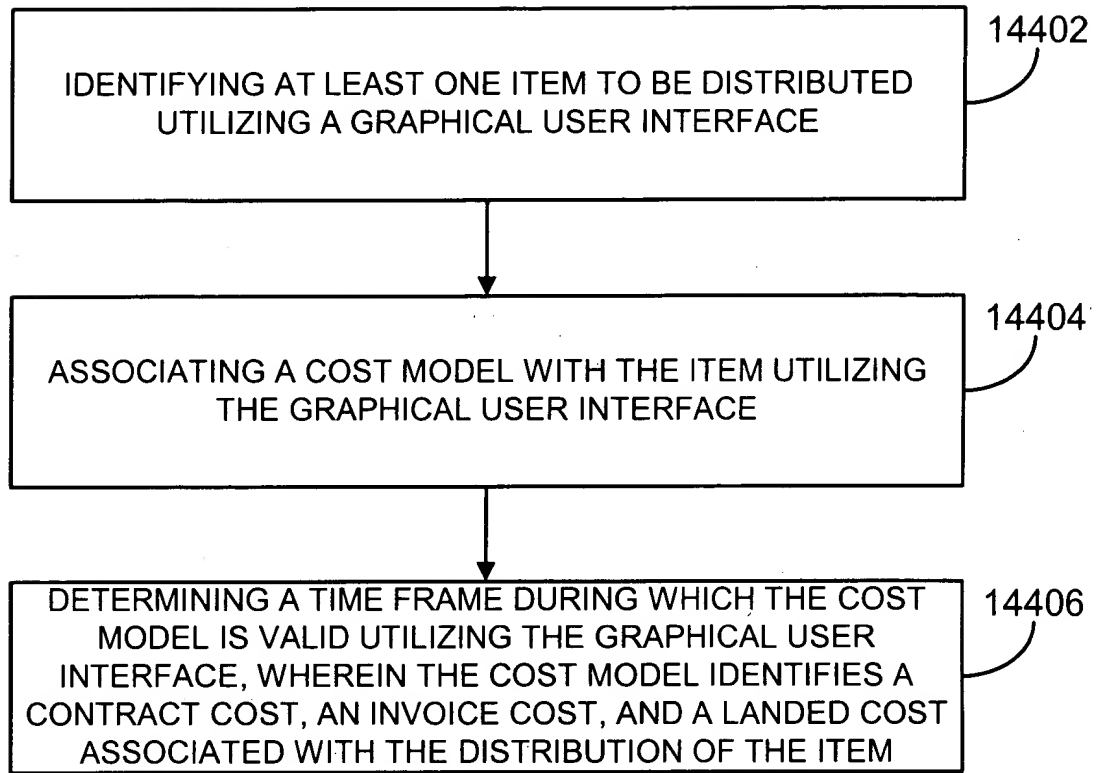 14402
IDENTIFYING AT LEAST ONE ITEM TO BE DISTRIBUTED
UTILIZING A GRAPHICAL USER INTERFACE
14404
ASSOCIATING A COST MODEL WITH THE ITEM UTILIZING
THE GRAPHICAL USER INTERFACE
14406
DETERMINING A TIME FRAME DURING WHICH THE COST
MODEL IS VALID UTILIZING THE GRAPHICAL USER
INTERFACE, WHEREIN THE COST MODEL IDENTIFIES A
CONTRACT COST, AN INVOICE COST, AND A LANDED COST
ASSOCIATED WITH THE DISTRIBUTION OF THE ITEM